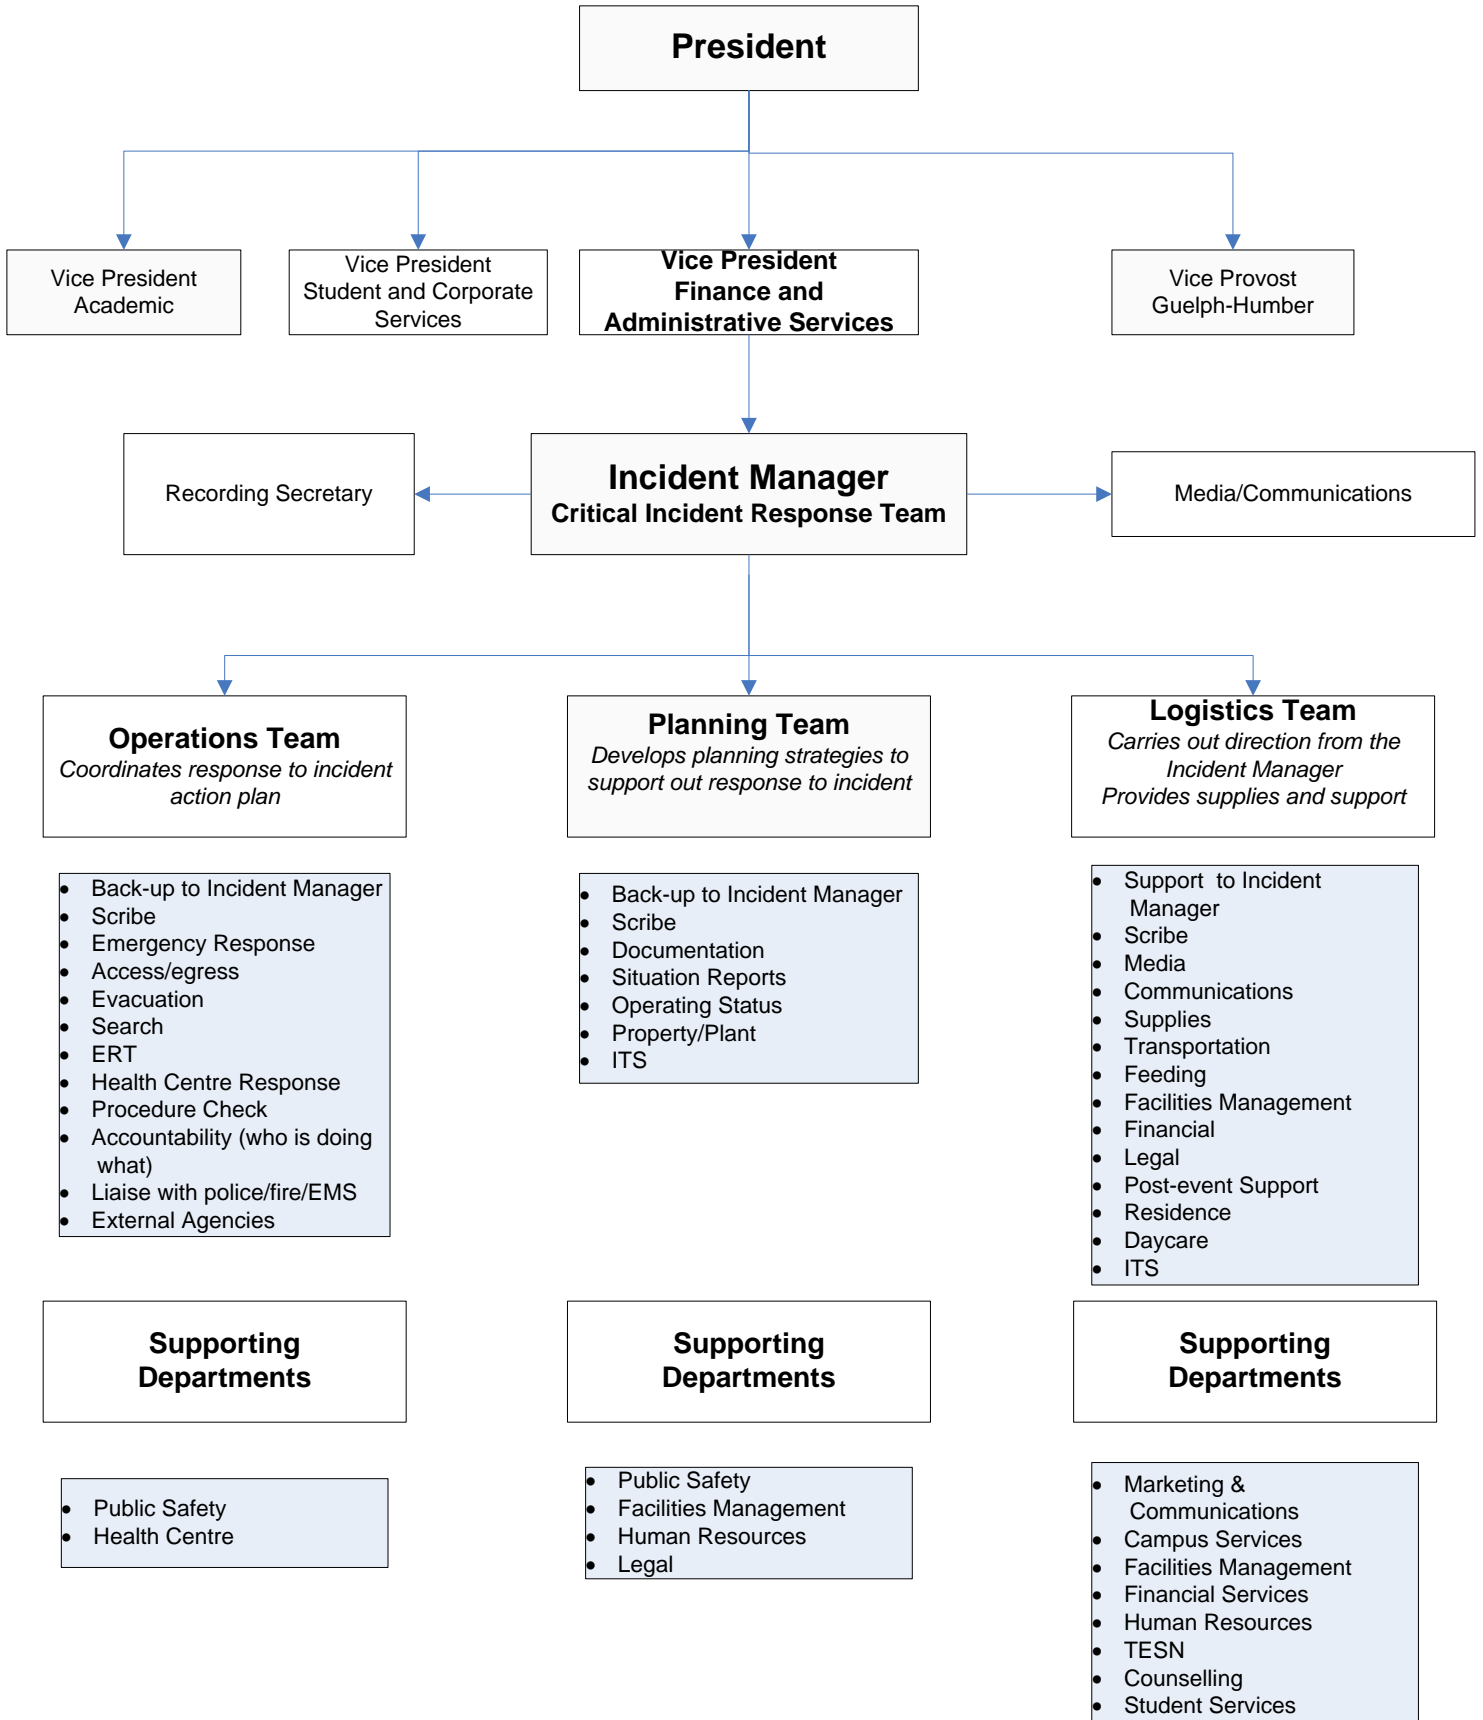 President
Vice President
Academic
Vice President
Student and Corporate
Services
Vice President
Finance and
Administrative Services
Vice Provost
Guelph-Humber
Recording Secretary
Incident Manager
Critical Incident Response Team
Media/Communications
Operations Team
Coordinates response to incident
action plan
Planning Team
Develops planning strategies to
support out response to incident
Logistics Team
Carries out direction from the
Incident Manager
Provides supplies and support
• Back-up to Incident Manager
• Scribe
• Emergency Response
• Access/egress
• Evacuation
• Search
• ERT
• Health Centre Response
• Procedure Check
• Accountability (who is doing
what)
• Liaise with police/fire/EMS
• External Agencies
• Back-up to Incident Manager
• Scribe
• Documentation
• Situation Reports
• Operating Status
• Property/Plant
• ITS
• Support to Incident
Manager
• Scribe
• Media
• Communications
• Supplies
• Transportation
• Feeding
• Facilities Management
• Financial
• Legal
• Post-event Support
• Residence
• Daycare
• ITS
Supporting
Departments
Supporting
Departments
Supporting
Departments
• Public Safety
• Health Centre
• Public Safety
• Facilities Management
• Human Resources
• Legal
• Marketing &
Communications
• Campus Services
• Facilities Management
• Financial Services
• Human Resources
• TESN
• Counselling
• Student Services